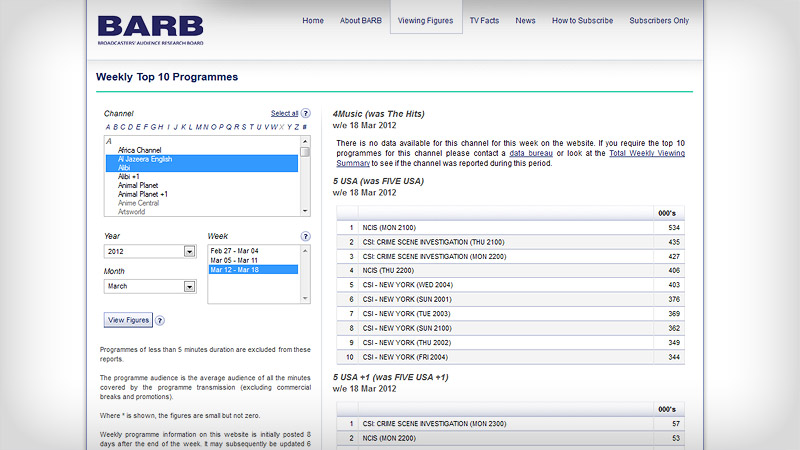 BARB
BROADCASTERS' AUDIENCE RESEARCH BOARD
Home About BARB Viewing Figures TV Facts News How to Subscribe Subscribers Only
Weekly Top 10 Programmes
Channel Select all ?
A B C D E F G H I J K L M N O P Q R S T U V W X Y Z #
A
Africa Channel
Al Jazeera English
Alibi
Alibi +1
Animal Planet
Animal Planet +1
Anime Central
Artsworld
Year
2012
Month
March
Week ?
Feb 27 - Mar 04
Mar 05 - Mar 11
Mar 12 - Mar 18
View Figures ?
Programmes of less than 5 minutes duration are excluded from these
reports.
The programme audience is the average audience of all the minutes
covered by the programme transmission (excluding commercial
breaks and promotions).
Where * is shown, the figures are small but not zero.
Weekly programme information on this website is initially posted 8
days after the end of the week. It may subsequently be updated 6
4Music (was The Hits)
w/e 18 Mar 2012
There is no data available for this channel for this week on the website. If you require the top 10
programmes for this channel please contact a data bureau or look at the Total Weekly Viewing
Summary to see if the channel was reported during this period.
5 USA (was FIVE USA)
w/e 18 Mar 2012
000's
1 NCIS (MON 2100) 534
2 CSI: CRIME SCENE INVESTIGATION (THU 2100) 435
3 CSI: CRIME SCENE INVESTIGATION (MON 2200) 427
4 NCIS (THU 2200) 406
5 CSI - NEW YORK (WED 2004) 403
6 CSI - NEW YORK (SUN 2001) 376
7 CSI - NEW YORK (TUE 2003) 369
8 CSI - NEW YORK (SUN 2100) 362
9 CSI - NEW YORK (THU 2002) 349
10 CSI - NEW YORK (FRI 2004) 344
5 USA +1 (was FIVE USA +1)
w/e 18 Mar 2012
000's
1 CSI: CRIME SCENE INVESTIGATION (MON 2300) 57
2 NCIS (MON 2200) 53